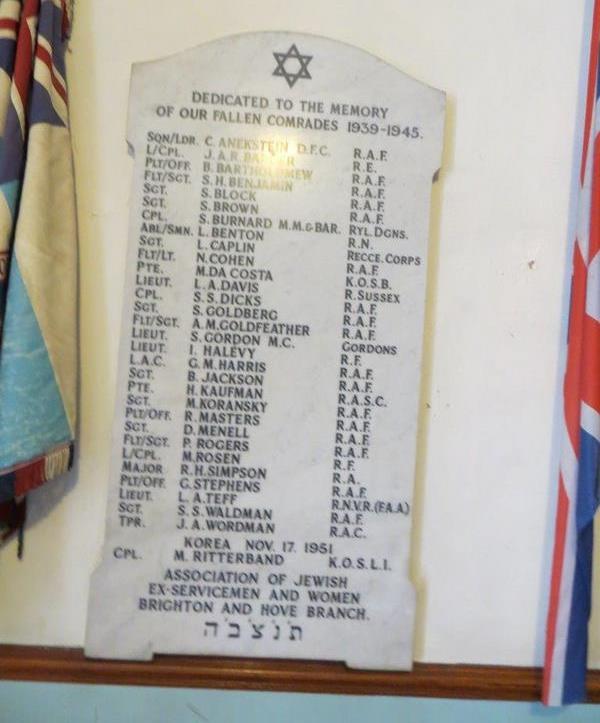 DEDICATED TO THE MEMORY
OF OUR FALLEN COMRADES 1939-1945.
SQN/LDR. C. ANEKSTEIN D.F.C. R.A.F.
L/CPL. J.A.R. R.E.
PLT/OFF. B. BARTHOLMEW R.A.F.
FLT/SGT. S.H. BENJAMIN R.A.F.
SGT. S. BLOCK R.A.F.
SGT. S. BROWN R.A.F.
CPL. S. BURNARD M.M.&BAR. RYL. DGNS.
ABL/SMN. L. BENTON R.N.
SGT. L. CAPLIN RECCE. CORPS
FLT/LT. N. COHEN R.A.F.
PTE. M. DA COSTA K.O.S.B.
LIEUT. L.A. DAVIS R. SUSSEX
CPL. S.S. DICKS R.A.F.
SGT. S. GOLDBERG R.A.F.
FLT/SGT. A.M. GOLDFEATHER R.A.F.
LIEUT. S. GORDON M.C. GORDONS
LIEUT. I. HALEVY R.F.
L.A.C. G.M. HARRIS R.A.F.
SGT. B. JACKSON R.A.F.
PTE. H. KAUFMAN R.A.S.C.
SGT. M. KORANSKY R.A.F.
PLT/OFF. R. MASTERS R.A.F.
SGT. D. MENELL R.A.F.
FLT/SGT. P. ROGERS R.A.F.
L/CPL. M. ROSEN R.F.
MAJOR R.H. SIMPSON R.A.
PLT/OFF. G. STEPHENS R.A.F.
LIEUT. L.A. TEFF R.N.V.R.(F.A.A)
SGT. S.S. WALDMAN R.A.F.
TPR. J.A. WORDMAN R.A.C.
KOREA NOV. 17. 1951
CPL. M. RITTERBAND K.O.S.L.I.
ASSOCIATION OF JEWISH
EX-SERVICEMEN AND WOMEN
BRIGHTON AND HOVE BRANCH.
ת נ צ ב ה